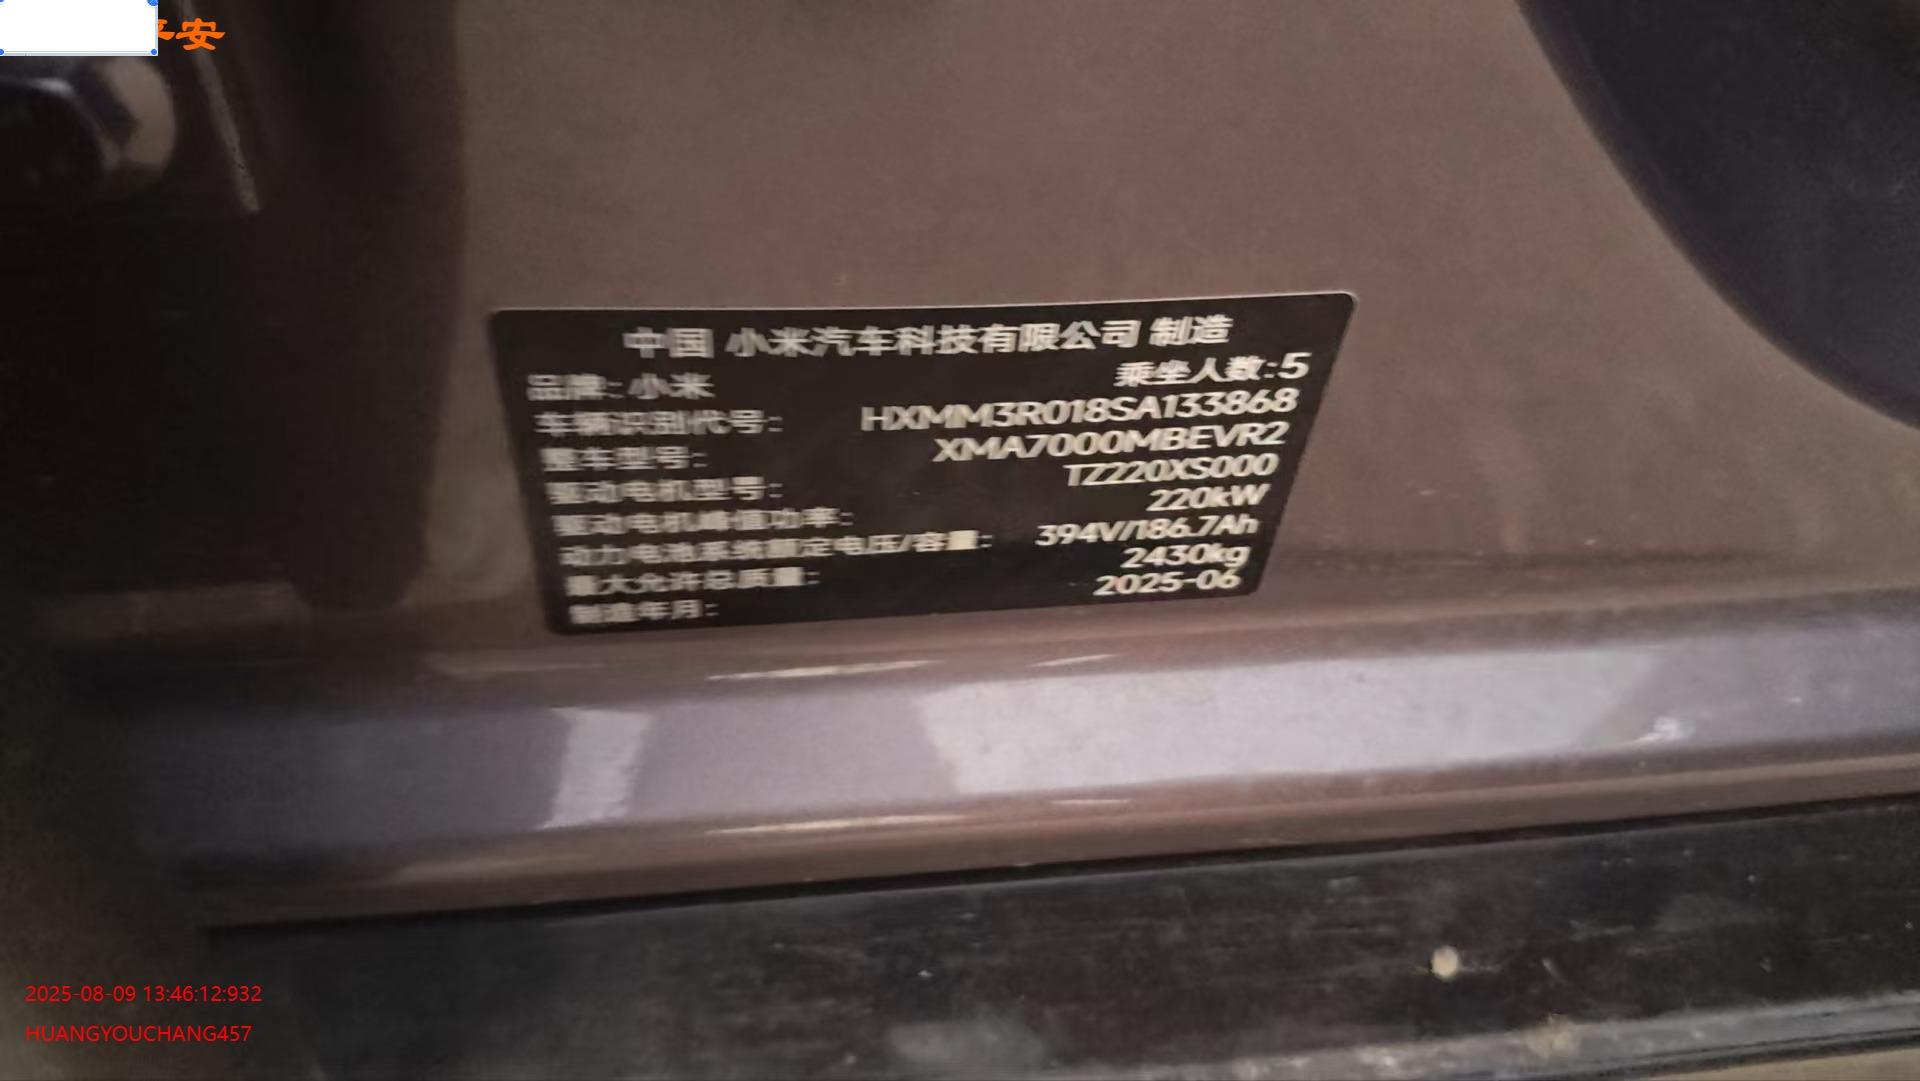 安
中国 小米汽车科技有限公司 制造
品牌：小米 乘坐人数：5
车辆识别代号： HXMM3R018SA133868
整车型号： XMA7000MBEVR2
驱动电机型号： TZ220XS000
驱动电机峰值功率： 220kW
动力电池系统额定电压/容量： 394V/186.7Ah
最大允许总质量： 2430kg
制造年月： 2025-06
2025-08-09 13:46:12:932
HUANGYOUCHANG457